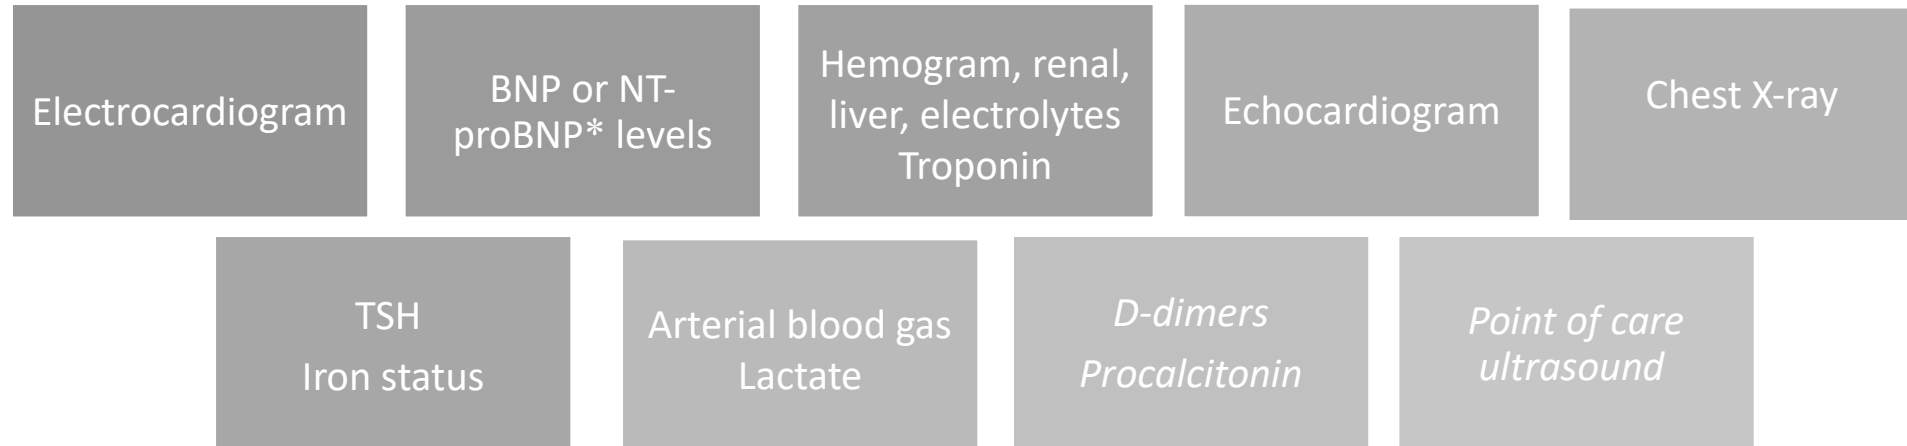 Electrocardiogram
BNP or NT-
proBNP* levels
Hemogram, renal,
liver, electrolytes
Troponin
Echocardiogram
Chest X-ray
TSH
Iron status
Arterial blood gas
Lactate
D-dimers
Procalcitonin
Point of care
ultrasound